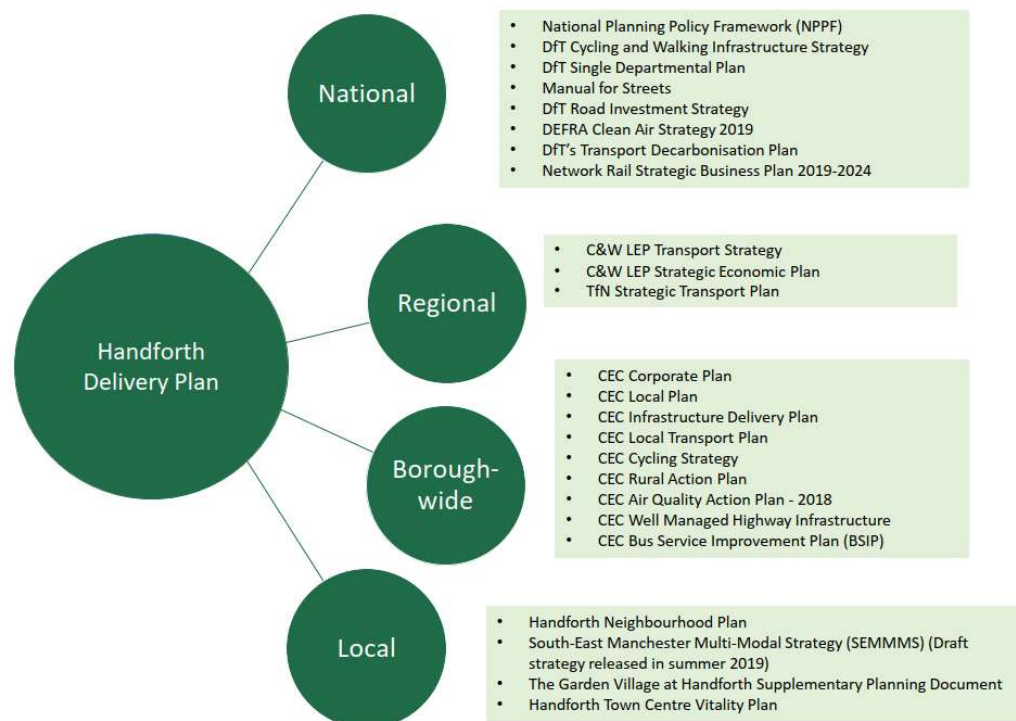 National
• National Planning Policy Framework (NPPF)
• DfT Cycling and Walking Infrastructure Strategy
• DfT Single Departmental Plan
• Manual for Streets
• DfT Road Investment Strategy
• DEFRA Clean Air Strategy 2019
• DfT's Transport Decarbonisation Plan
• Network Rail Strategic Business Plan 2019-2024
Regional
• C&W LEP Transport Strategy
• C&W LEP Strategic Economic Plan
• TfN Strategic Transport Plan
Handforth
Delivery Plan
Borough-
wide
• CEC Corporate Plan
• CEC Local Plan
• CEC Infrastructure Delivery Plan
• CEC Local Transport Plan
• CEC Cycling Strategy
• CEC Rural Action Plan
• CEC Air Quality Action Plan - 2018
• CEC Well Managed Highway Infrastructure
• CEC Bus Service Improvement Plan (BSIP)
Local
• Handforth Neighbourhood Plan
• South-East Manchester Multi-Modal Strategy (SEMMMS) (Draft
strategy released in summer 2019)
• The Garden Village at Handforth Supplementary Planning Document
• Handforth Town Centre Vitality Plan